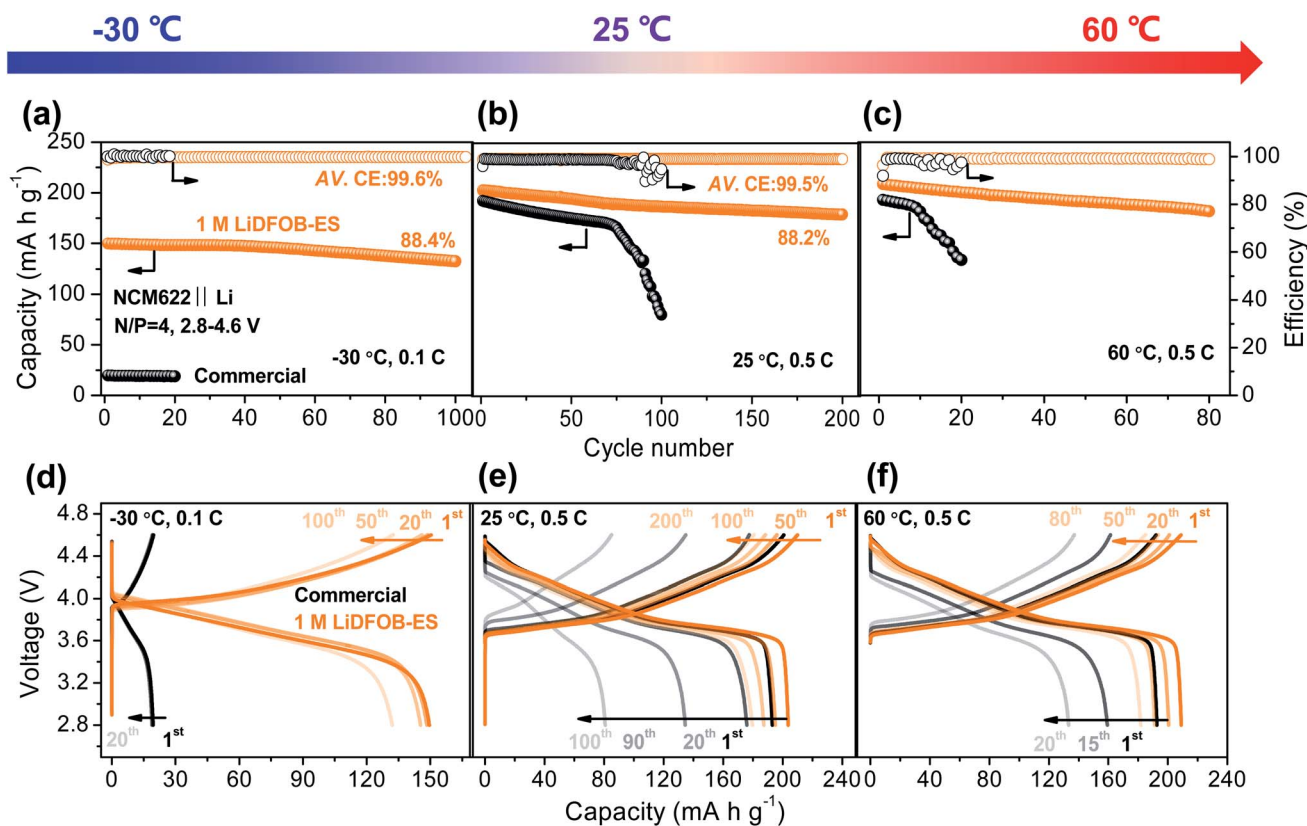 -30 ℃ 25 ℃ 60 ℃
(a) (b) (c)
Capacity (mA h g⁻¹)
250
200
150
100
75
50
25
0
AV. CE:99.6%
1 M LiDFOB-ES
88.4%
NCM622 || Li
N/P=4, 2.8-4.6 V
-30 °C, 0.1 C
Commercial
0 20 40 60 80 100
AV. CE:99.5%
88.2%
25 °C, 0.5 C
50 100 150 200
60 °C, 0.5 C
0 20 40 60 80
100
80
60
40
20
0
Efficiency (%)
Cycle number
(d) (e) (f)
Voltage (V)
4.8
4.4
4.0
3.6
3.2
2.8
-30 °C, 0.1 C
100th 50th 20th 1st
Commercial
1 M LiDFOB-ES
20th 1st
0 30 60 90 120 150
25 °C, 0.5 C
200th 100th 50th 1st
100th 90th 20th 1st
0 40 80 120 160 200 240
60 °C, 0.5 C
80th 50th 20th 1st
20th 15th 1st
0 40 80 120 160 200 240
Capacity (mA h g⁻¹)